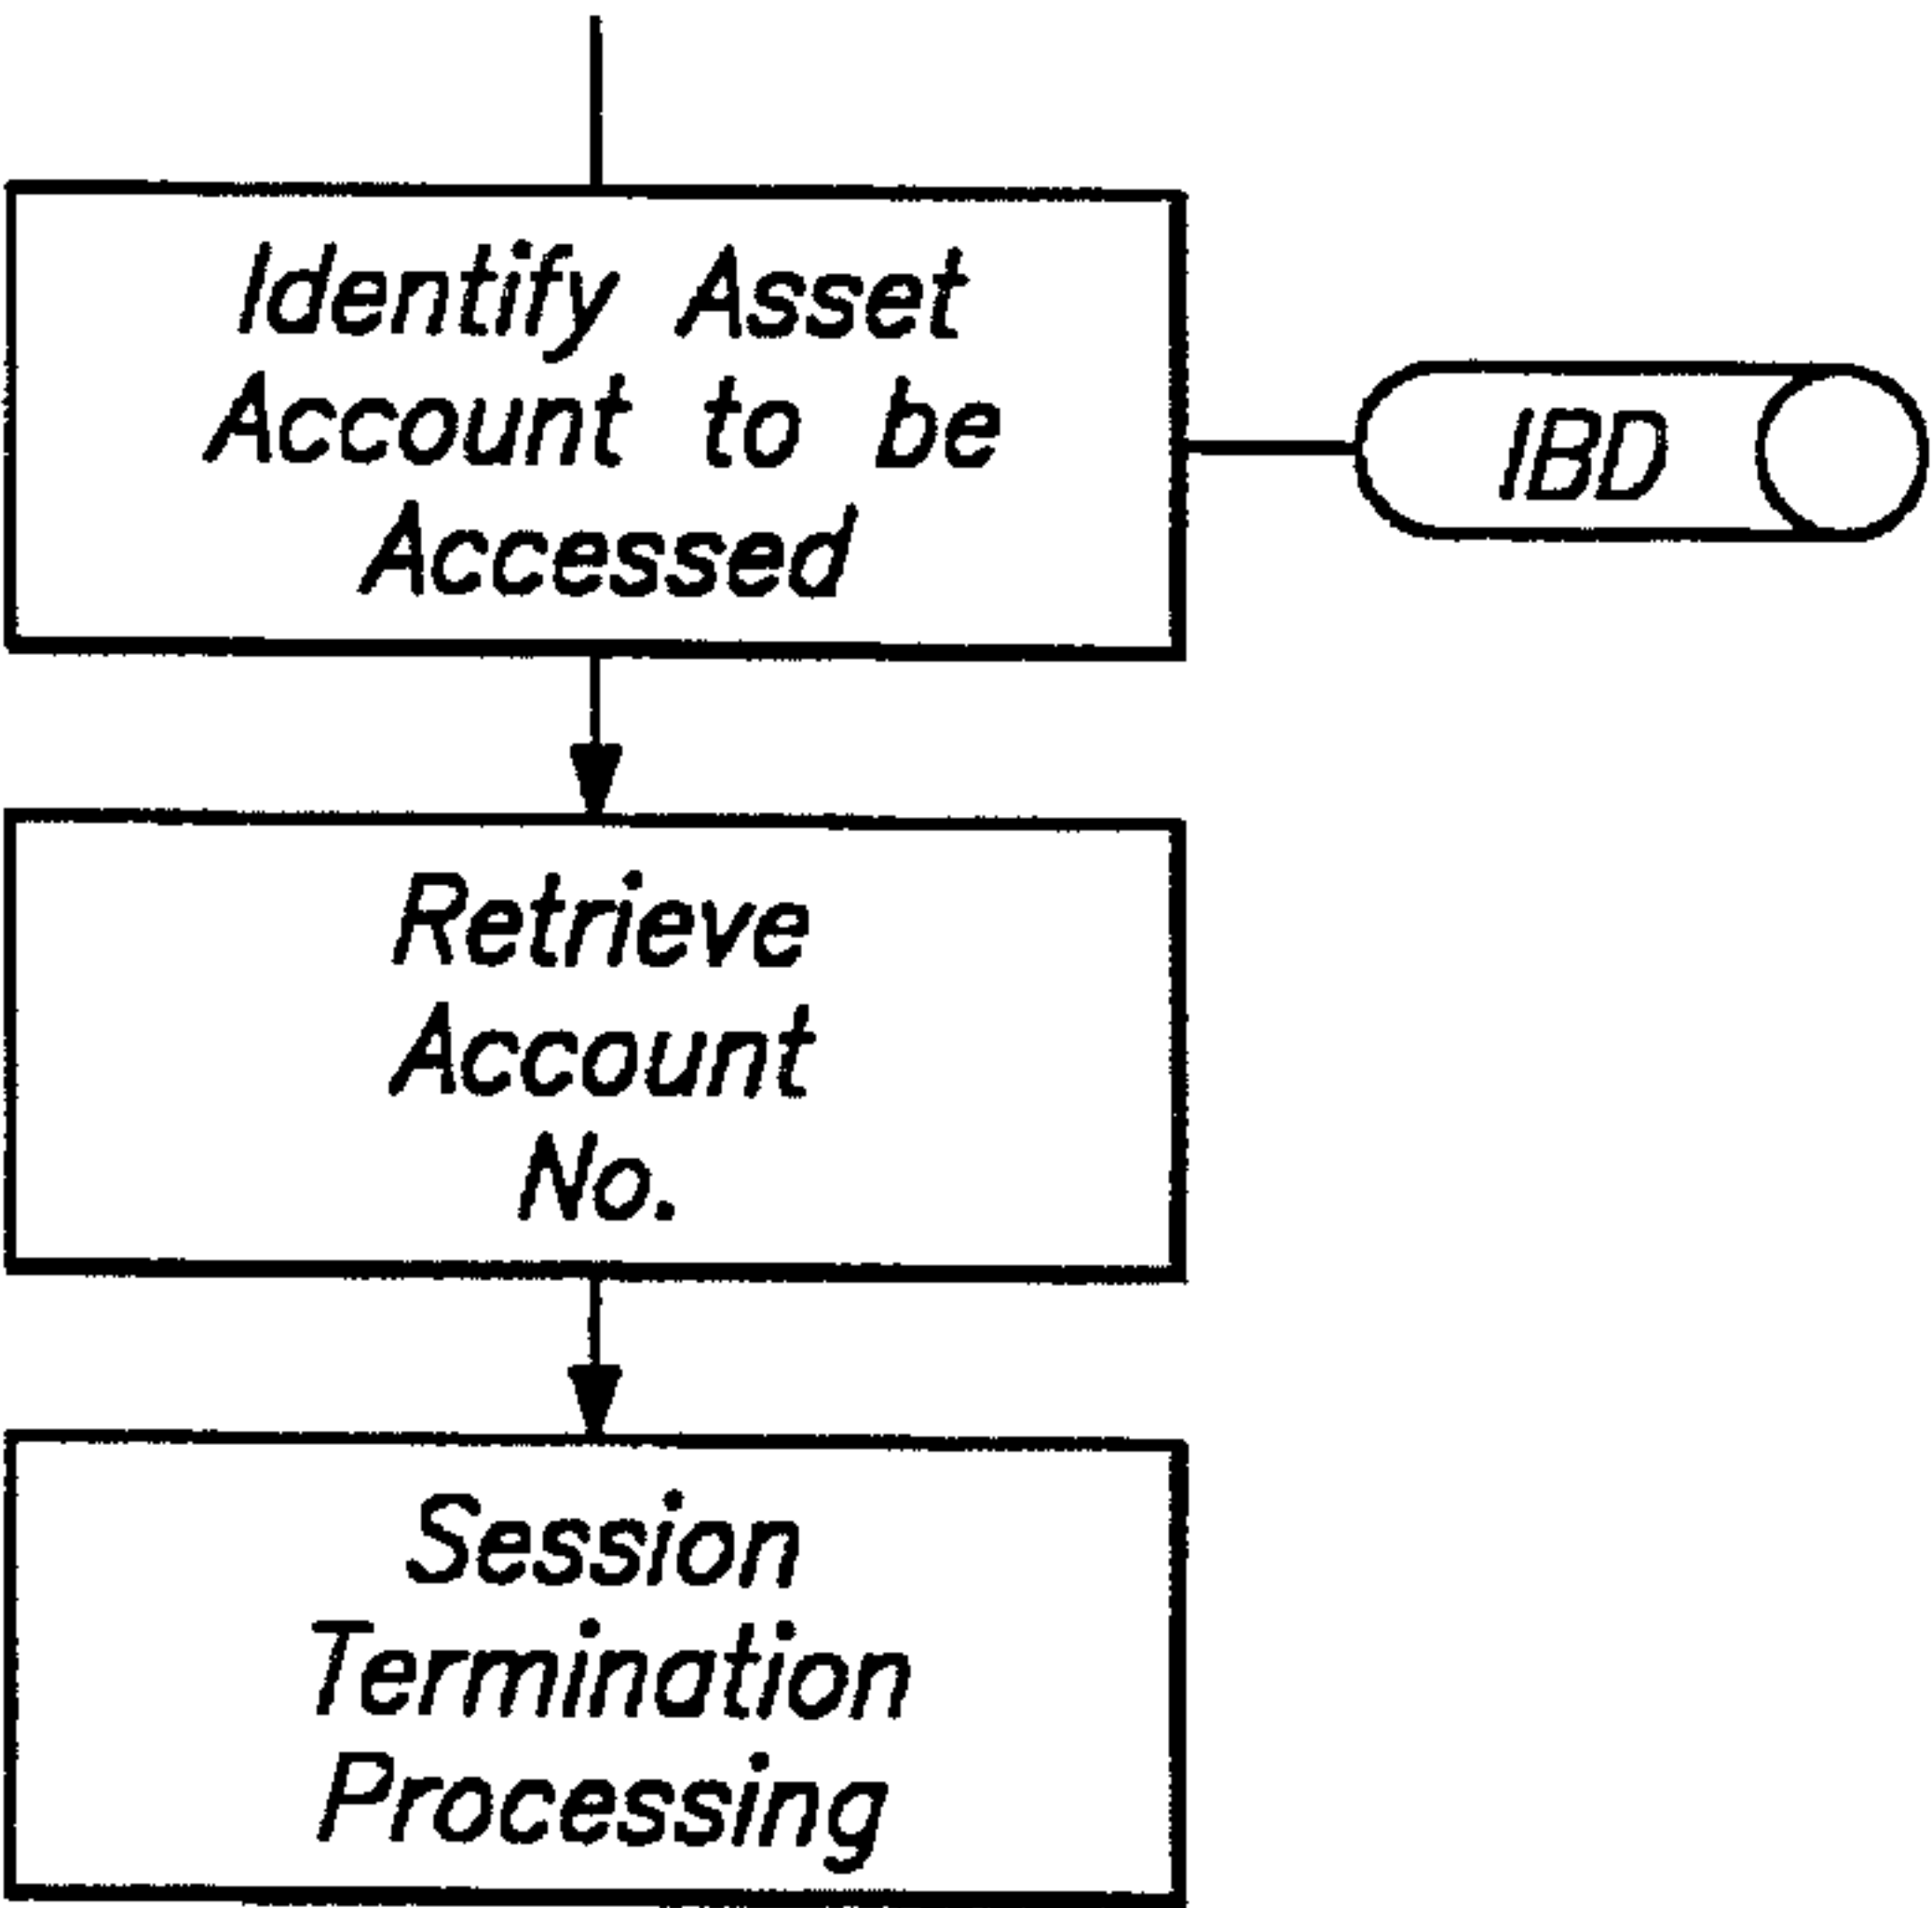 Identify Asset
Account to be
Accessed
IBD
Retrieve
Account
No.
Session
Termination
Processing